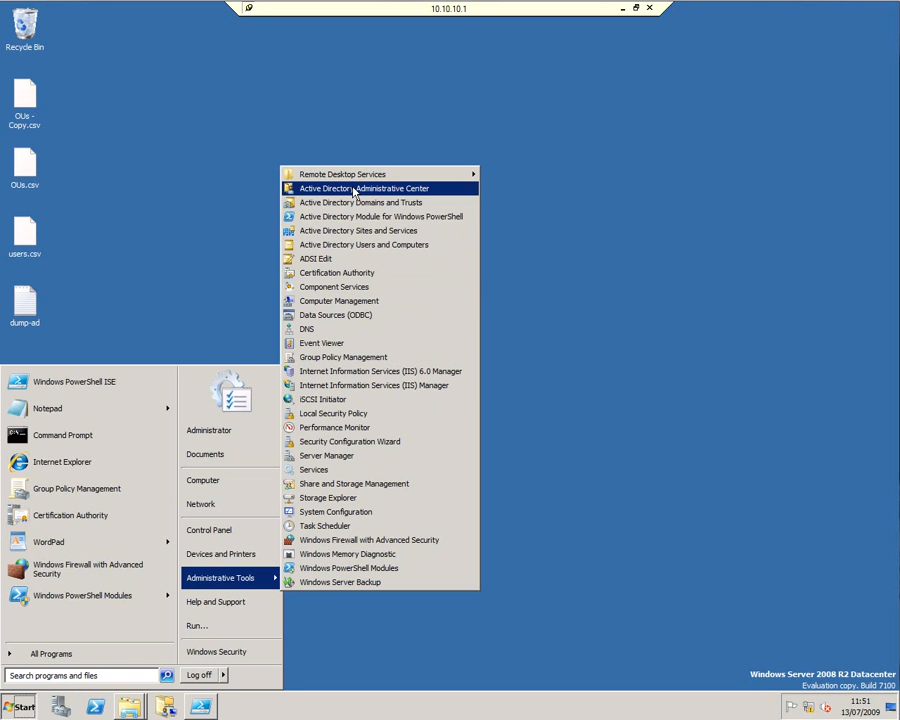 10.10.10.1
Recycle Bin
OUs -
Copy.csv
OUs.csv
users.csv
dump-ad
Remote Desktop Services
Active Directory Administrative Center
Active Directory Domains and Trusts
Active Directory Module for Windows PowerShell
Active Directory Sites and Services
Active Directory Users and Computers
ADSI Edit
Certification Authority
Component Services
Computer Management
Data Sources (ODBC)
DNS
Event Viewer
Group Policy Management
Internet Information Services (IIS) 6.0 Manager
Internet Information Services (IIS) Manager
iSCSI Initiator
Local Security Policy
Performance Monitor
Security Configuration Wizard
Server Manager
Services
Share and Storage Management
Storage Explorer
System Configuration
Task Scheduler
Windows Firewall with Advanced Security
Windows Memory Diagnostic
Windows PowerShell Modules
Windows Server Backup
Windows PowerShell ISE
Notepad
Command Prompt
Internet Explorer
Group Policy Management
Certification Authority
WordPad
Windows Firewall with Advanced
Security
Windows PowerShell Modules
All Programs
Search programs and files
Administrator
Documents
Computer
Network
Control Panel
Devices and Printers
Administrative Tools
Help and Support
Run...
Windows Security
Log off
Windows Server 2008 R2 Datacenter
Evaluation copy. Build 7100
Start
11:51
13/07/2009